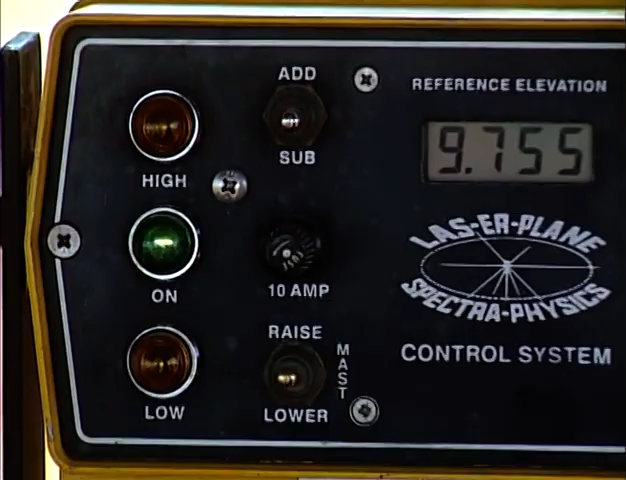 ADD
REFERENCE ELEVATION
9.755
HIGH
SUB
LAS-ER-PLANE
SPECTRA-PHYSICS
ON
10 AMP
RAISE
CONTROL SYSTEM
MAST
LOW
LOWER